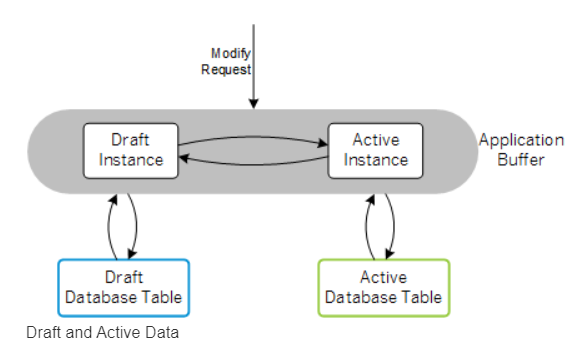 Modify
Request
Draft
Instance
Active
Instance
Application
Buffer
Draft
Database Table
Active
Database Table
Draft and Active Data